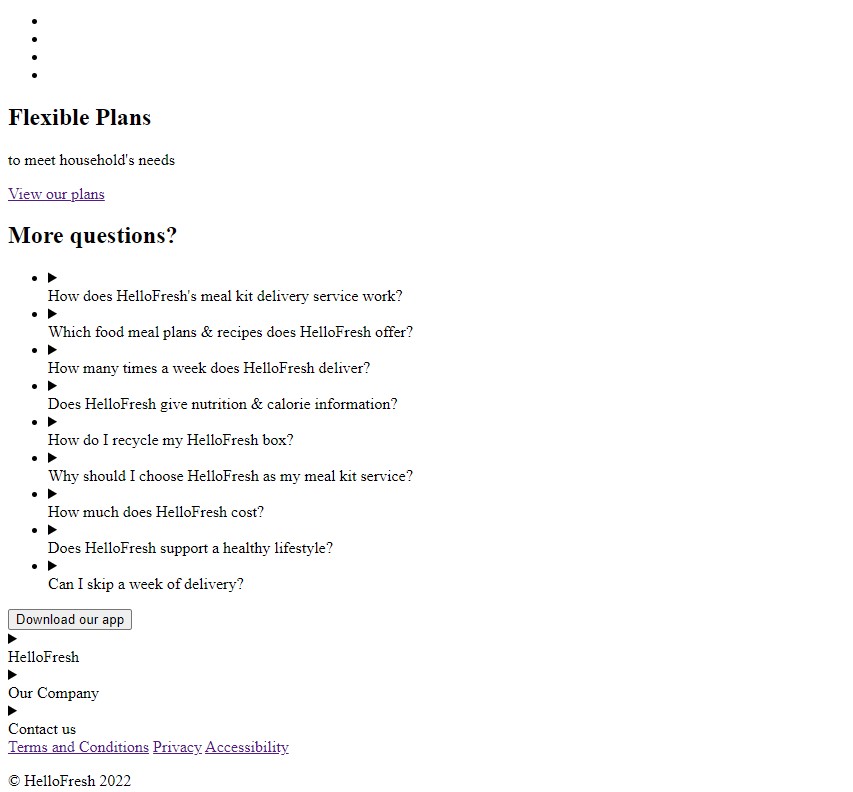 Flexible Plans
to meet household's needs
View our plans
More questions?
How does HelloFresh's meal kit delivery service work?
Which food meal plans & recipes does HelloFresh offer?
How many times a week does HelloFresh deliver?
Does HelloFresh give nutrition & calorie information?
How do I recycle my HelloFresh box?
Why should I choose HelloFresh as my meal kit service?
How much does HelloFresh cost?
Does HelloFresh support a healthy lifestyle?
Can I skip a week of delivery?
Download our app
HelloFresh
Our Company
Contact us
Terms and Conditions Privacy Accessibility
© HelloFresh 2022